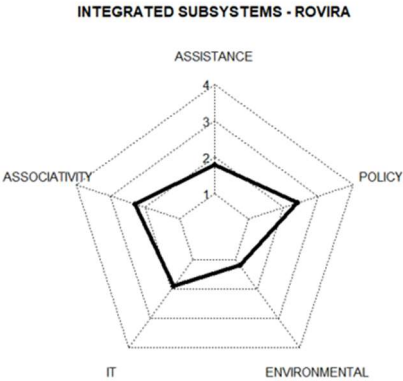 INTEGRATED SUBSYSTEMS - ROVIRA
ASSISTANCE
4
3
2
1
ASSOCIATIVITY
POLICY
IT
ENVIRONMENTAL